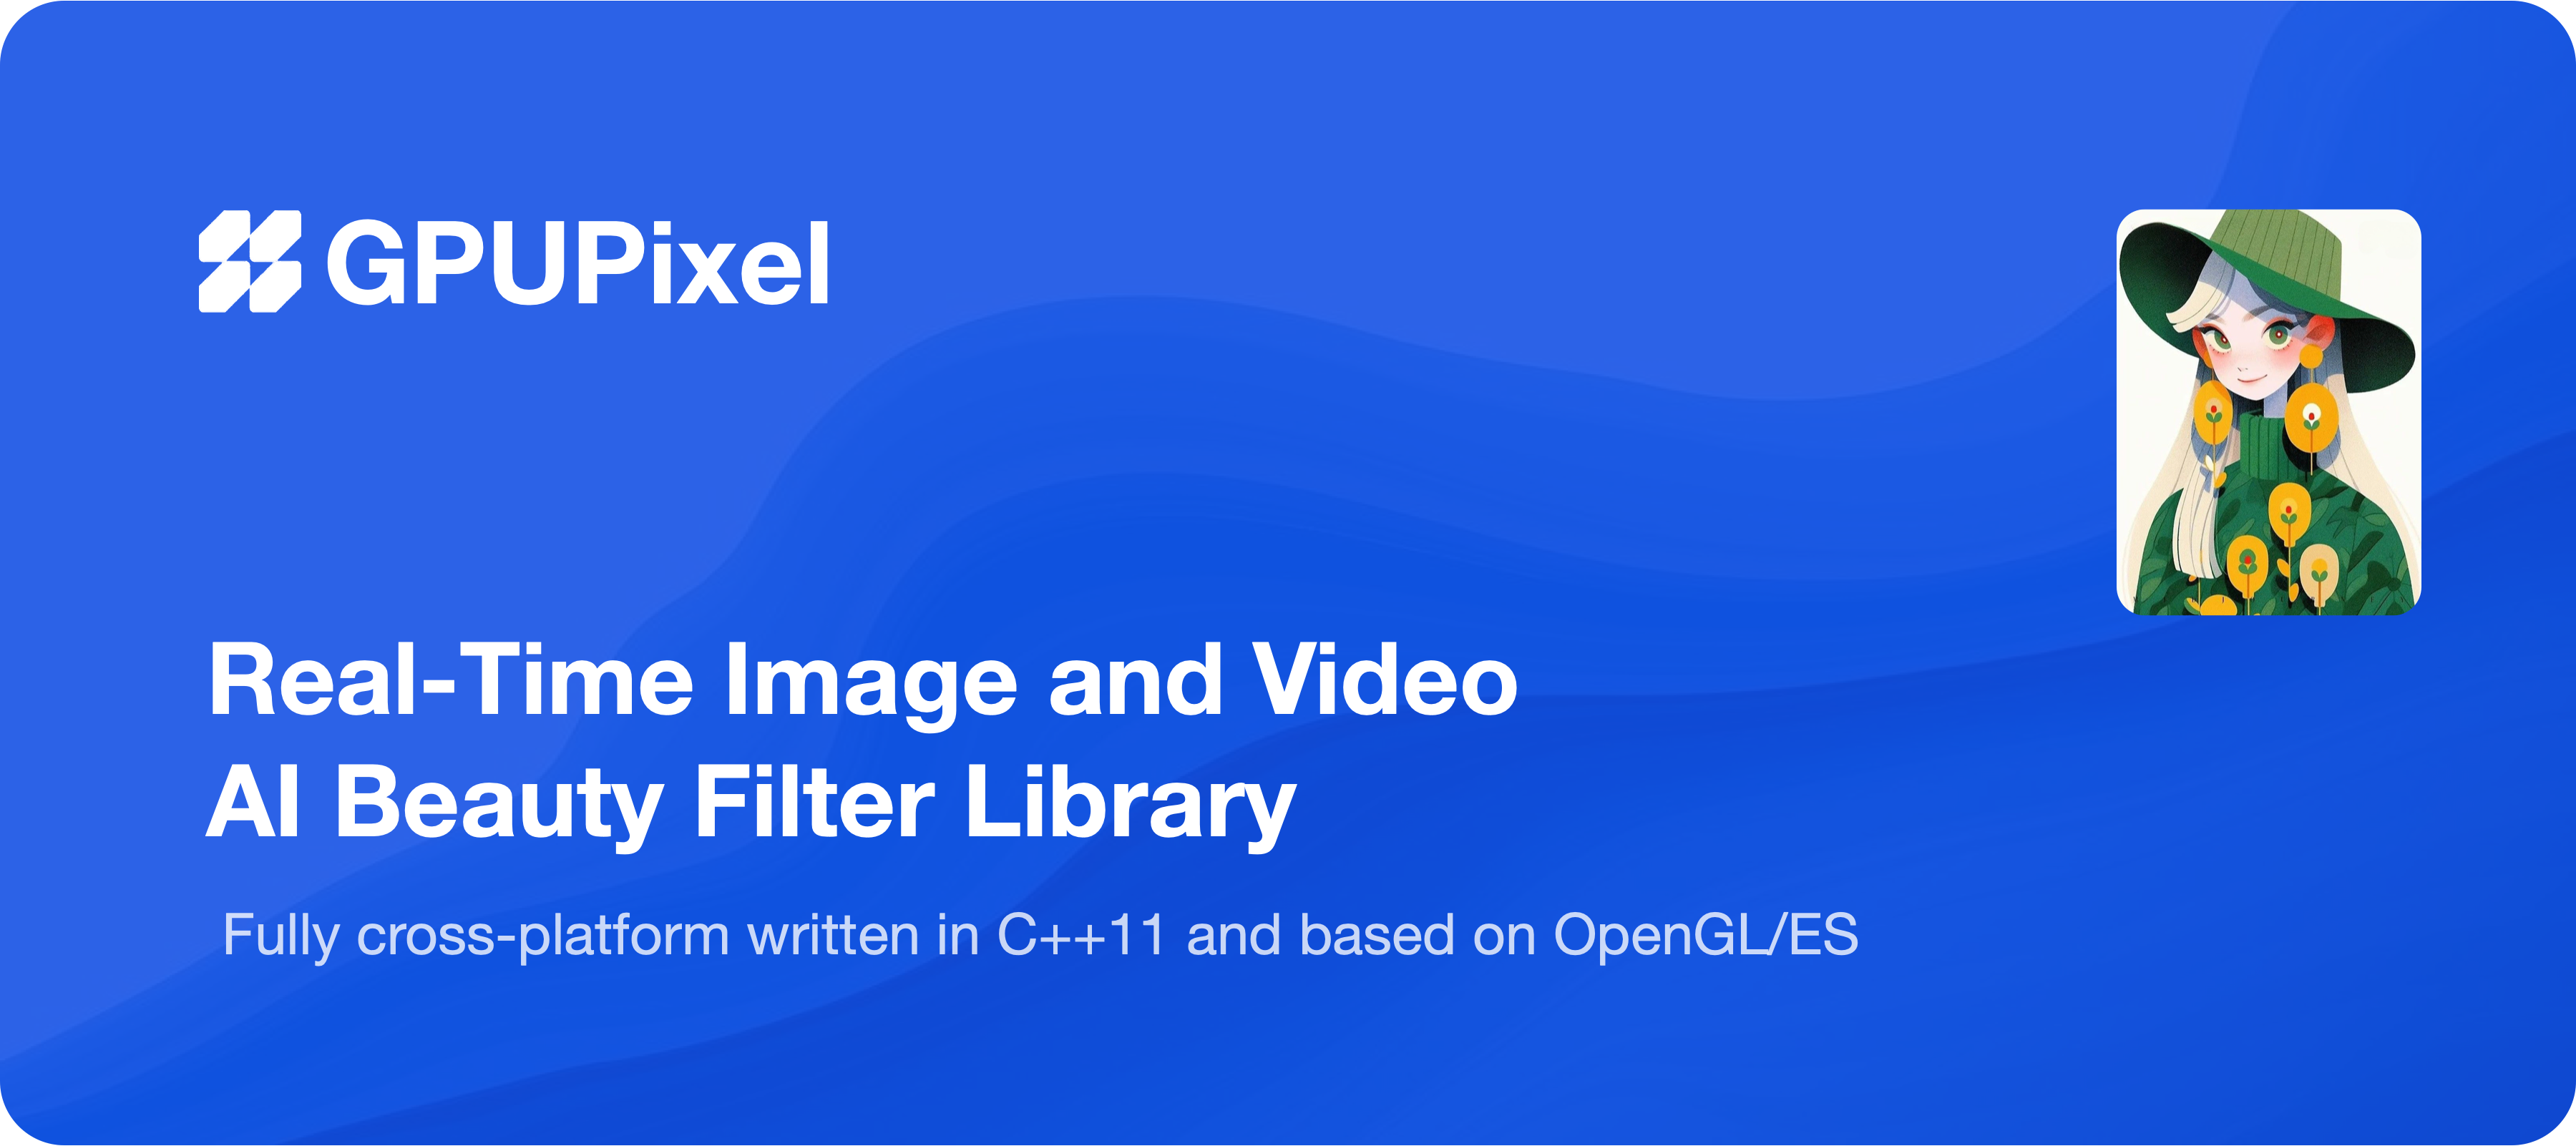 GPUPixel
Real-Time Image and Video
AI Beauty Filter Library
Fully cross-platform written in C++11 and based on OpenGL/ES